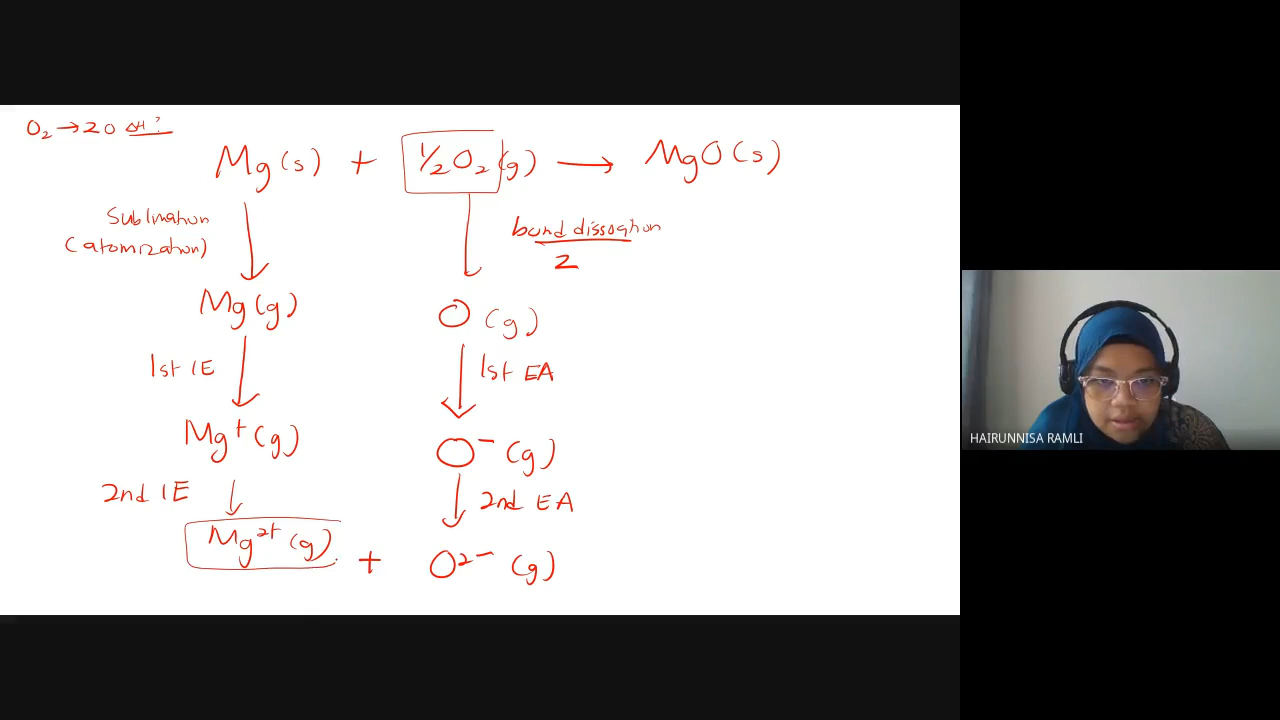 O₂ → 2O ΔH?
Mg(s) + ½O₂(g) → MgO(s)
Sublimation
(atomization)
bond dissociation
2
Mg(g)
O (g)
1st IE
1st EA
Mg⁺(g)
O⁻(g)
2nd IE
2nd EA
Mg²⁺(g) + O²⁻(g)
HAIRUNNISA RAMLI